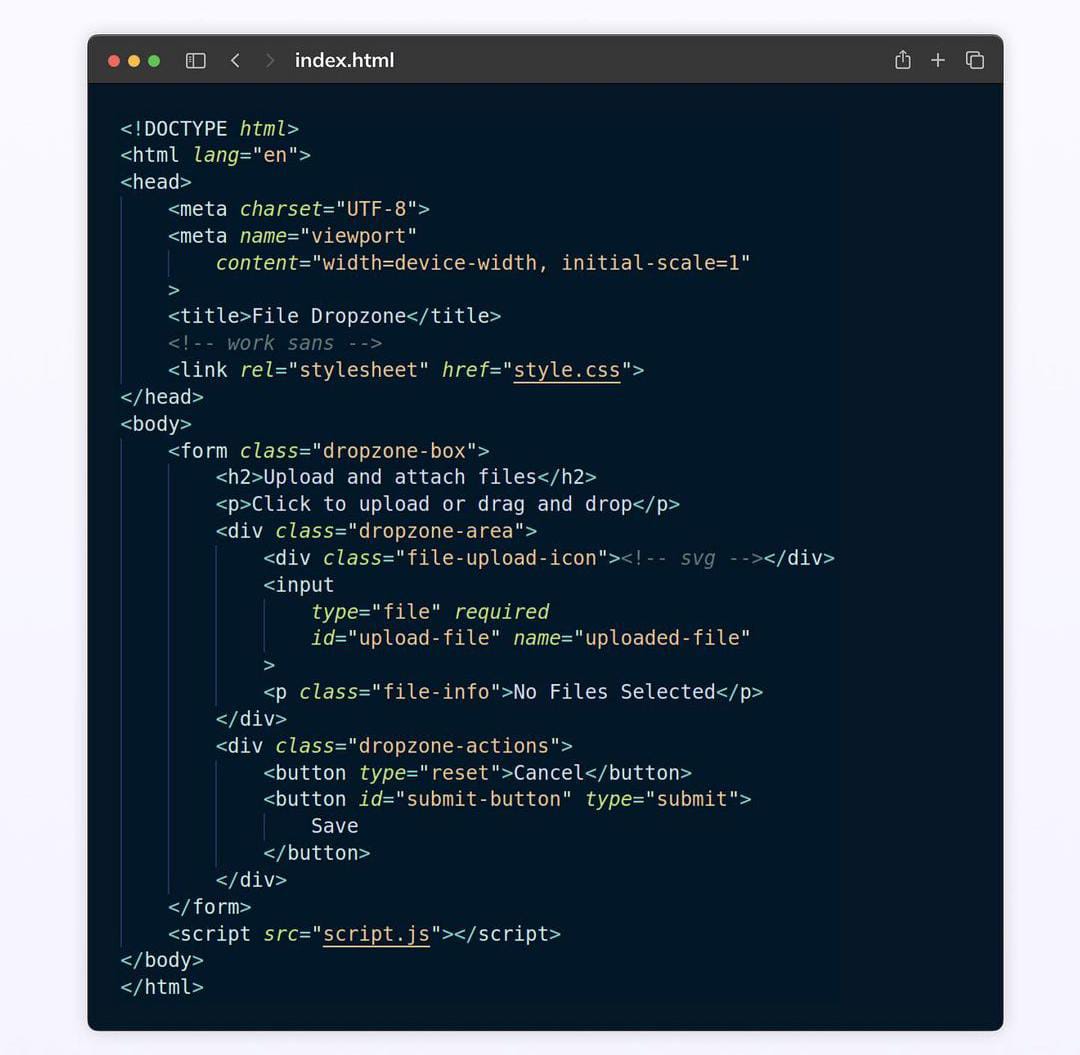 index.html
<!DOCTYPE html>
<html lang="en">
<head>
    <meta charset="UTF-8">
    <meta name="viewport"
        content="width=device-width, initial-scale=1"
    >
    <title>File Dropzone</title>
    <!-- work sans -->
    <link rel="stylesheet" href="style.css">
</head>
<body>
    <form class="dropzone-box">
        <h2>Upload and attach files</h2>
        <p>Click to upload or drag and drop</p>
        <div class="dropzone-area">
            <div class="file-upload-icon"><!-- svg --></div>
            <input
                type="file" required
                id="upload-file" name="uploaded-file"
            >
            <p class="file-info">No Files Selected</p>
        </div>
        <div class="dropzone-actions">
            <button type="reset">Cancel</button>
            <button id="submit-button" type="submit">
                Save
            </button>
        </div>
    </form>
    <script src="script.js"></script>
</body>
</html>